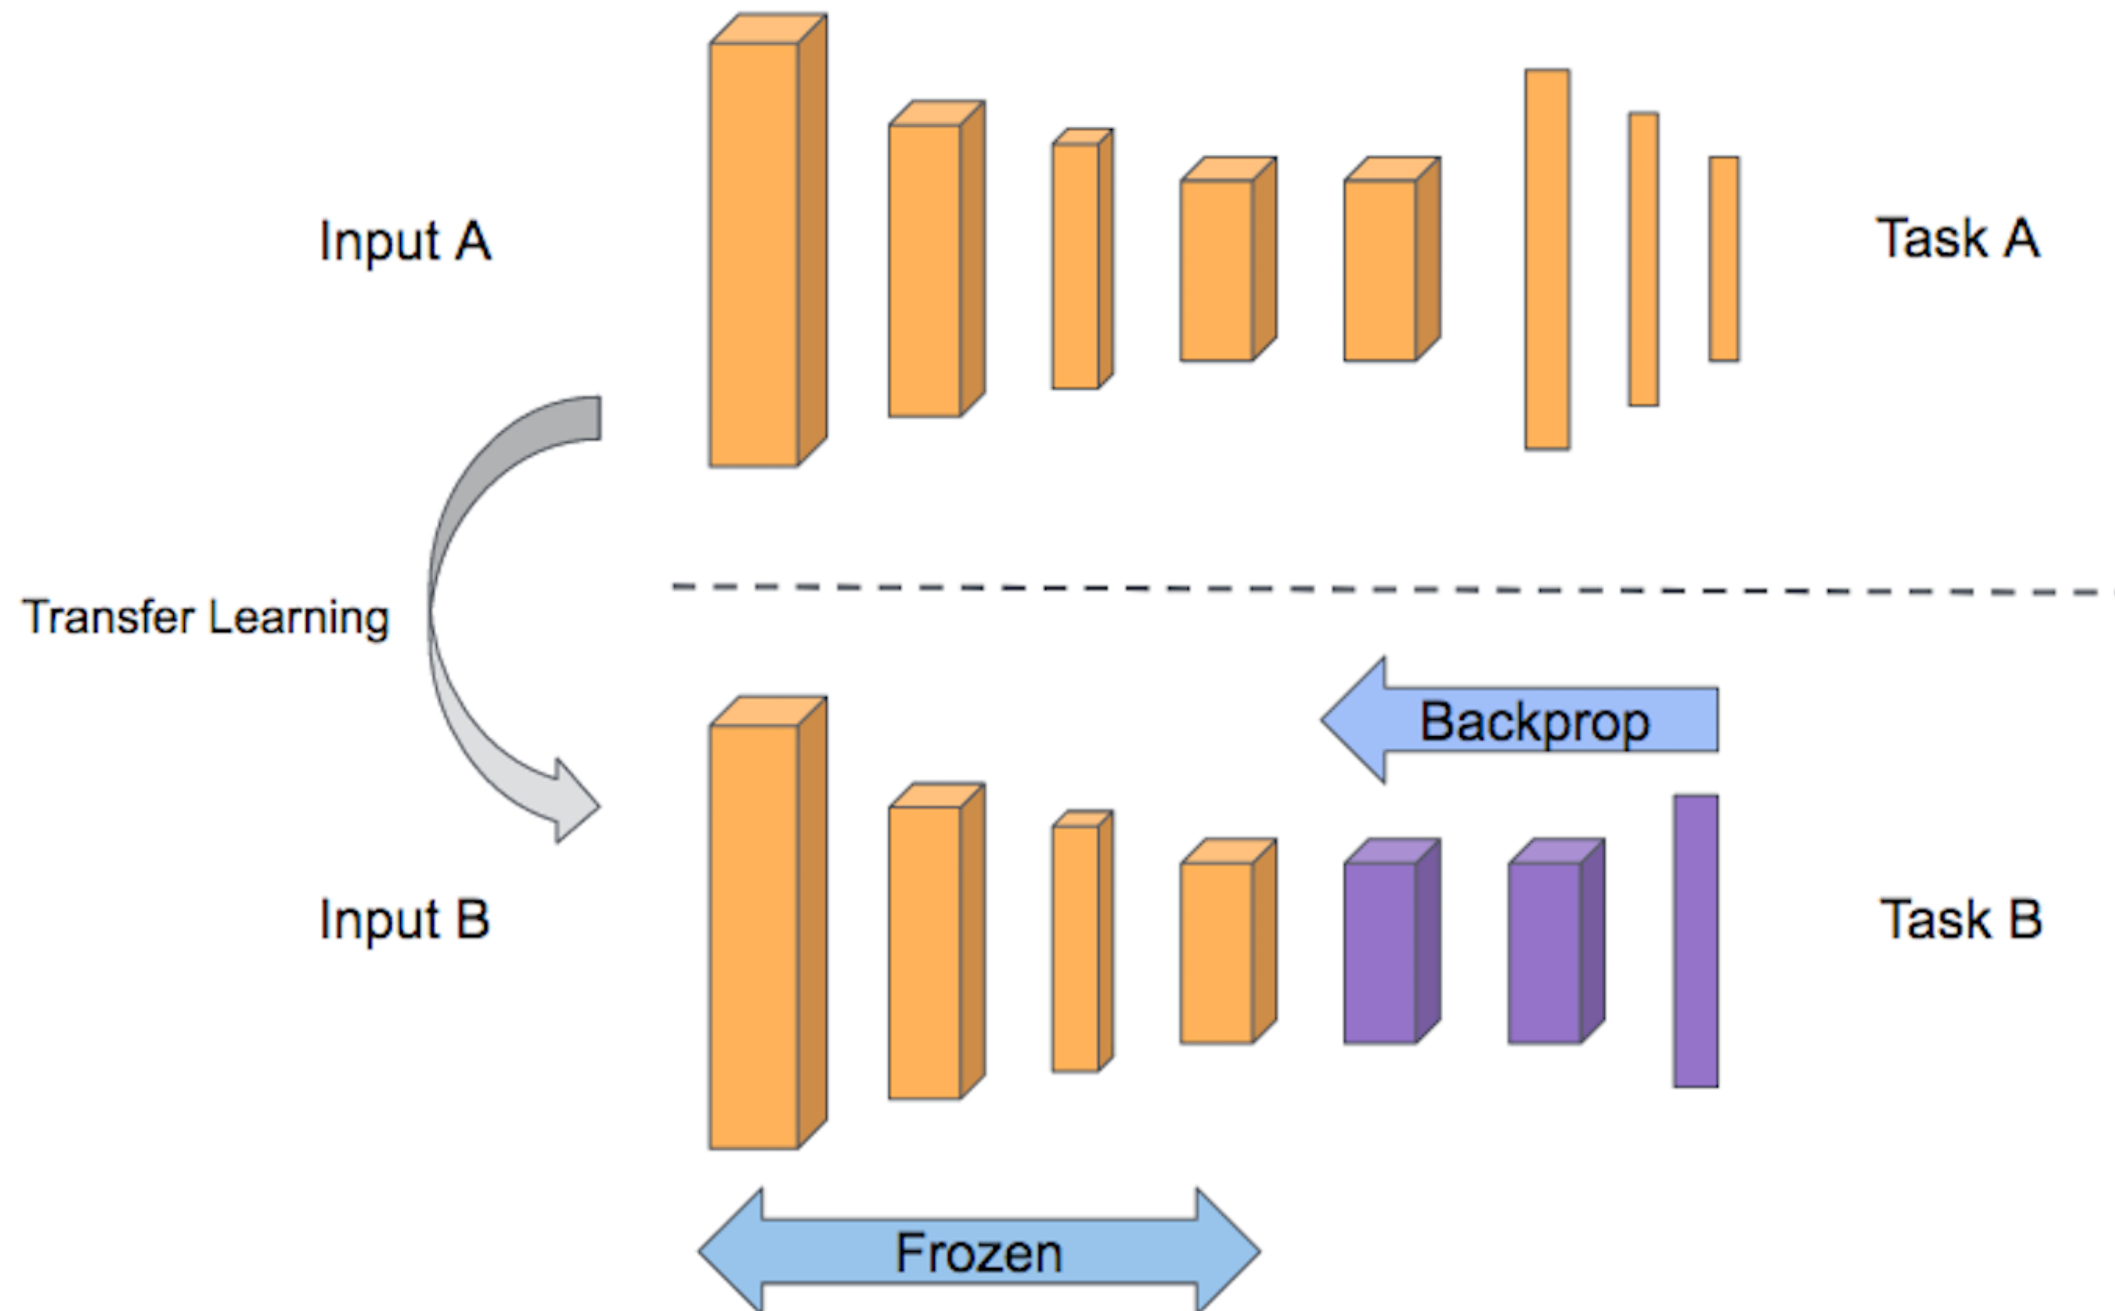 Input A
Task A
Transfer Learning
Backprop
Input B
Task B
Frozen